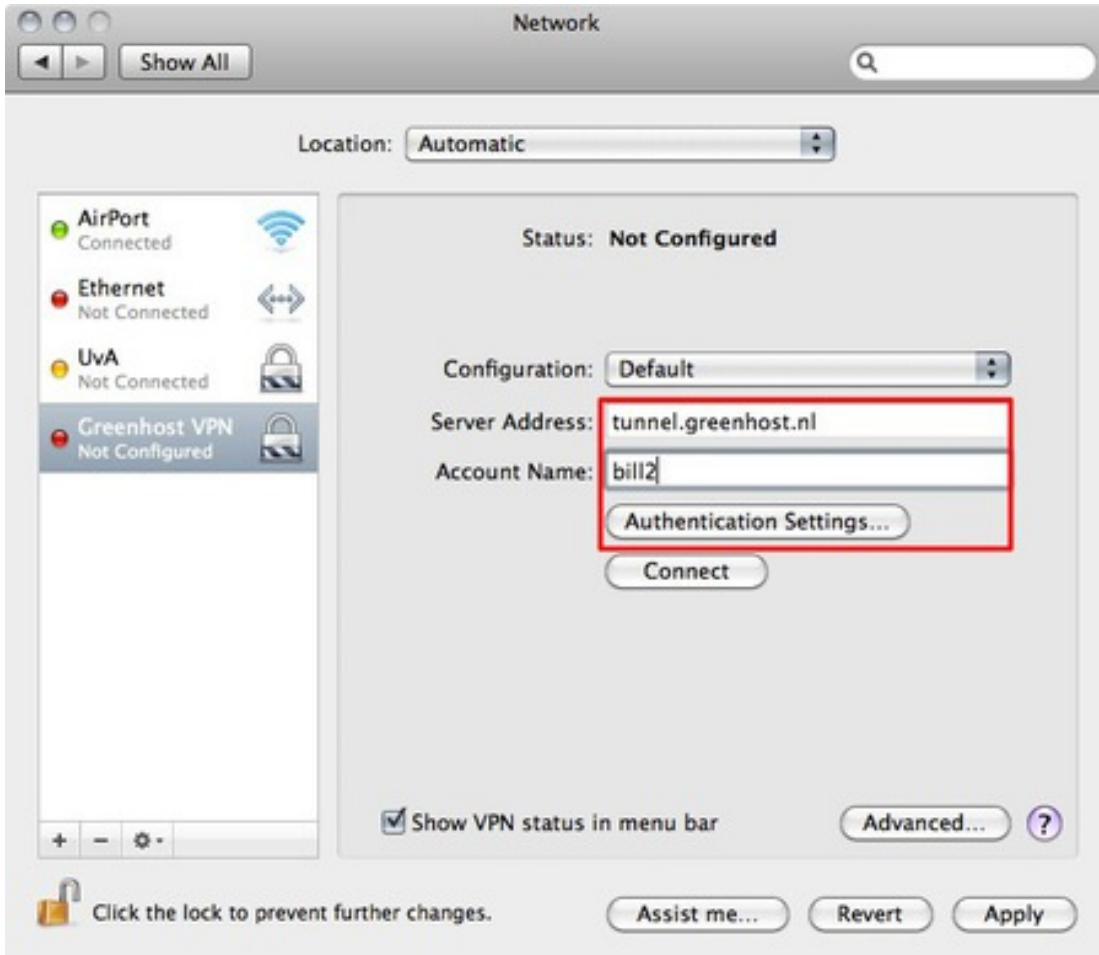 Network
Show All
Location: Automatic
AirPort
Connected
Ethernet
Not Connected
UvA
Not Connected
Greenhost VPN
Not Configured
Status: Not Configured
Configuration: Default
Server Address: tunnel.greenhost.nl
Account Name: bill2
Authentication Settings...
Connect
Show VPN status in menu bar
Advanced... ?
Click the lock to prevent further changes.
Assist me... Revert Apply